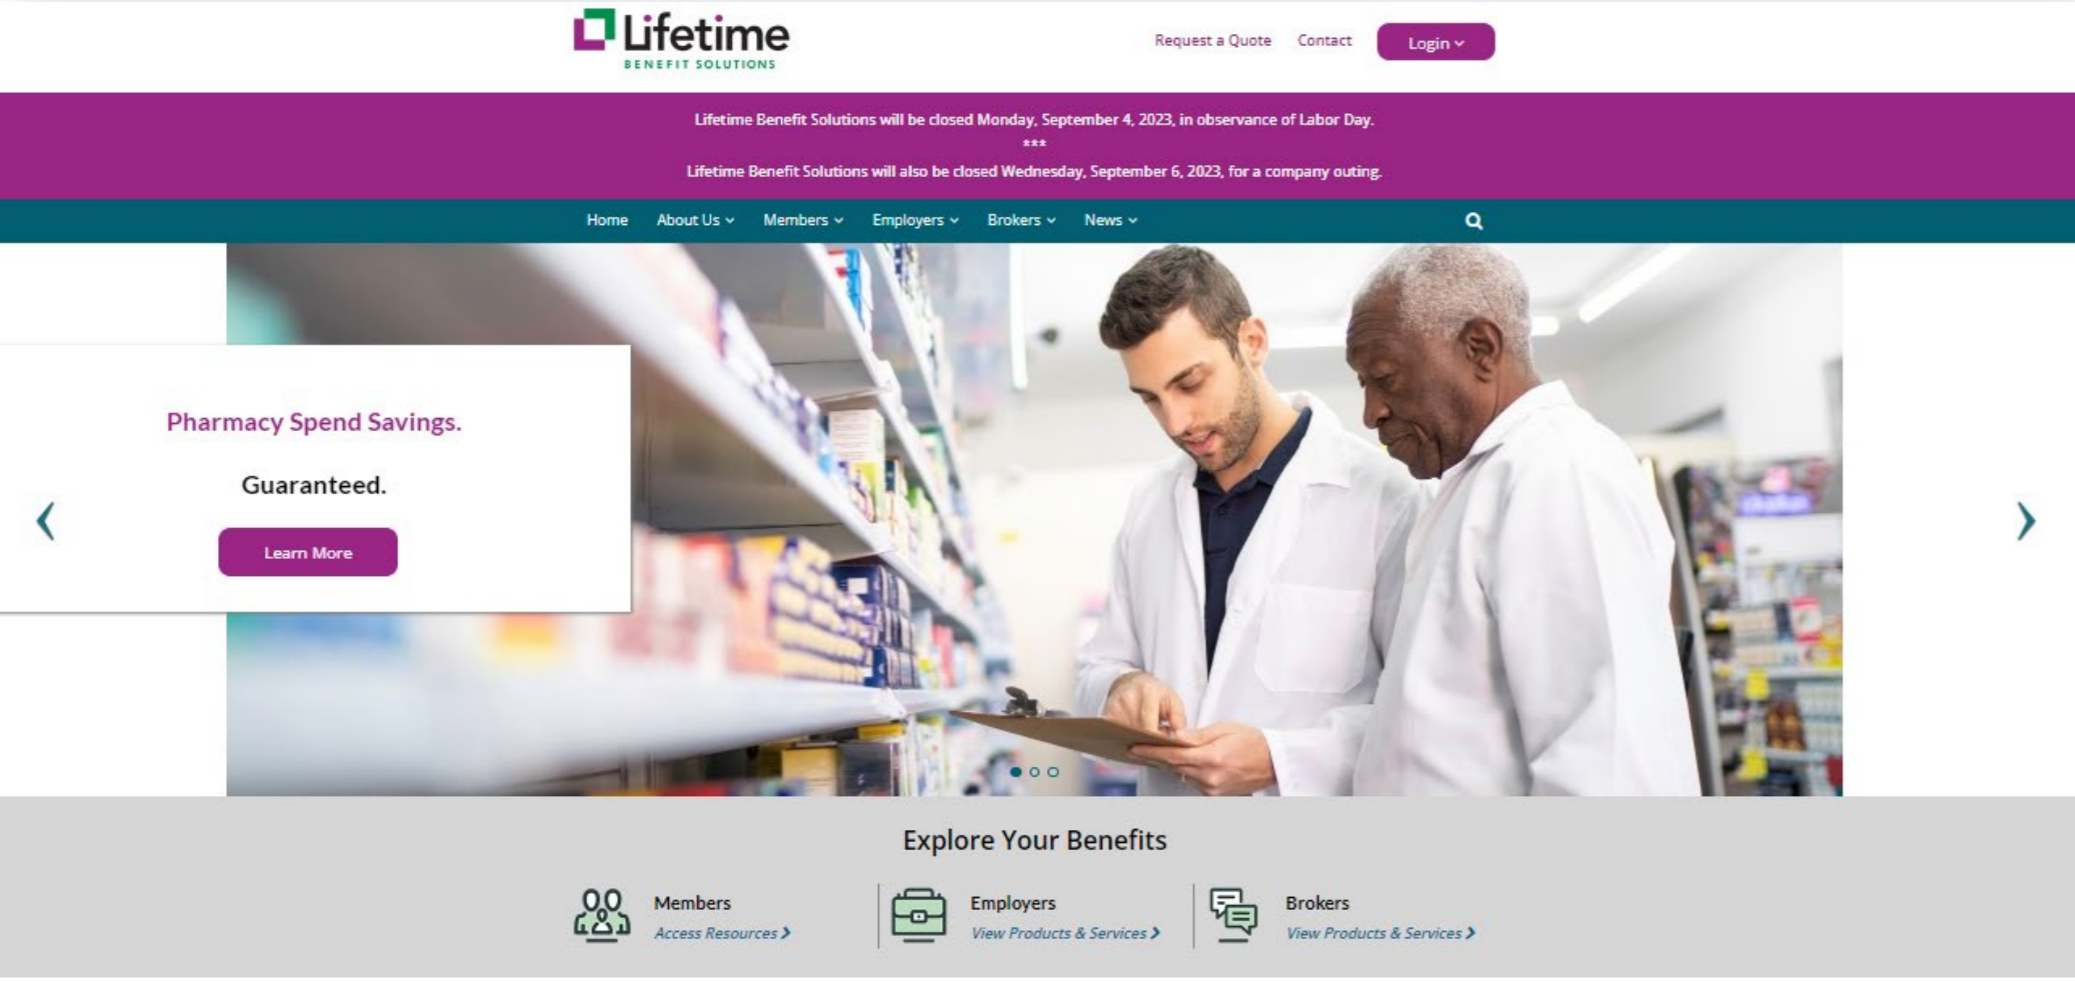 Lifetime
BENEFIT SOLUTIONS
Request a Quote
Contact
Login
Lifetime Benefit Solutions will be closed Monday, September 4, 2023, in observance of Labor Day.
***
Lifetime Benefit Solutions will also be closed Wednesday, September 6, 2023, for a company outing.
Home
About Us
Members
Employers
Brokers
News
Pharmacy Spend Savings.
Guaranteed.
Learn More
Explore Your Benefits
Members
Access Resources
Employers
View Products & Services
Brokers
View Products & Services